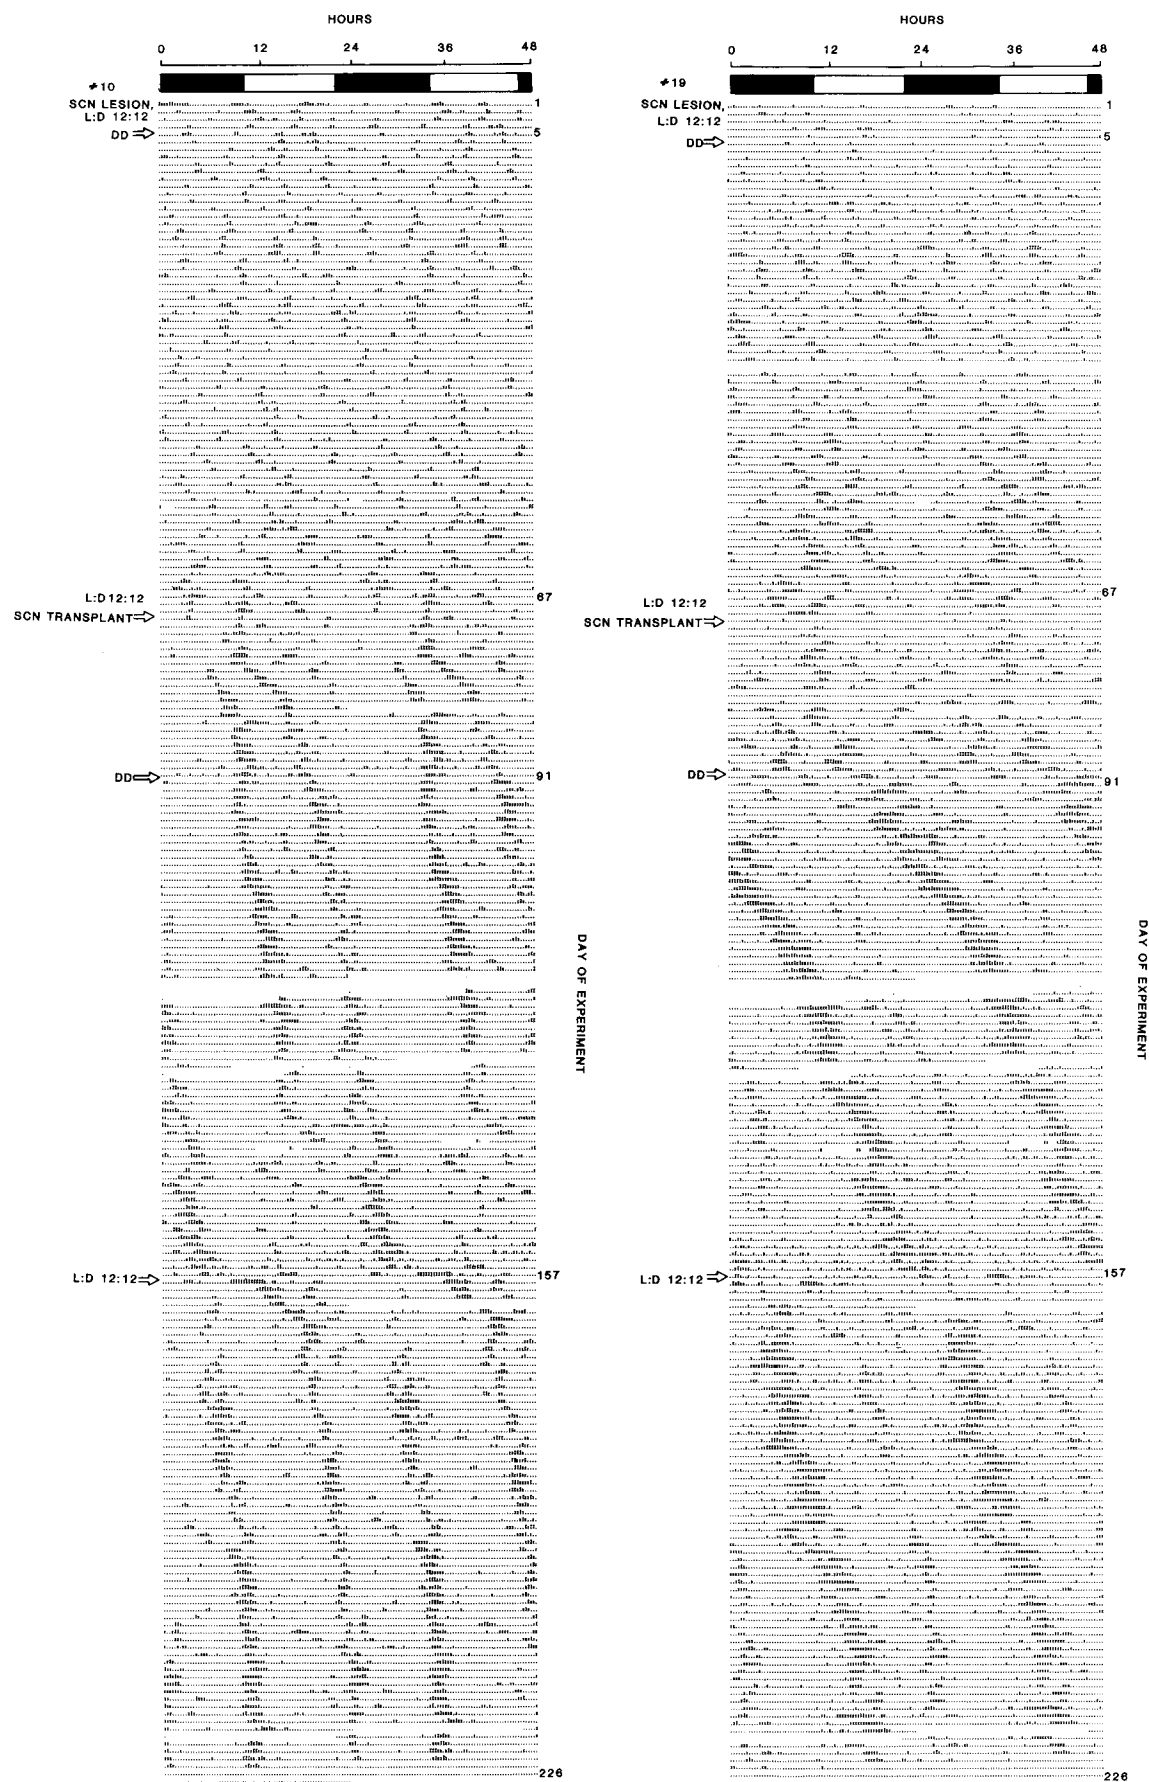 HOURS
0 12 24 36 48
≠10
SCN LESION,
L:D 12:12
DD
1
5
L:D 12:12
SCN TRANSPLANT
67
DD
91
L:D 12:12
157
226
DAY OF EXPERIMENT
HOURS
0 12 24 36 48
≠19
SCN LESION,
L:D 12:12
DD
1
5
L:D 12:12
SCN TRANSPLANT
67
DD
91
L:D 12:12
157
226
DAY OF EXPERIMENT